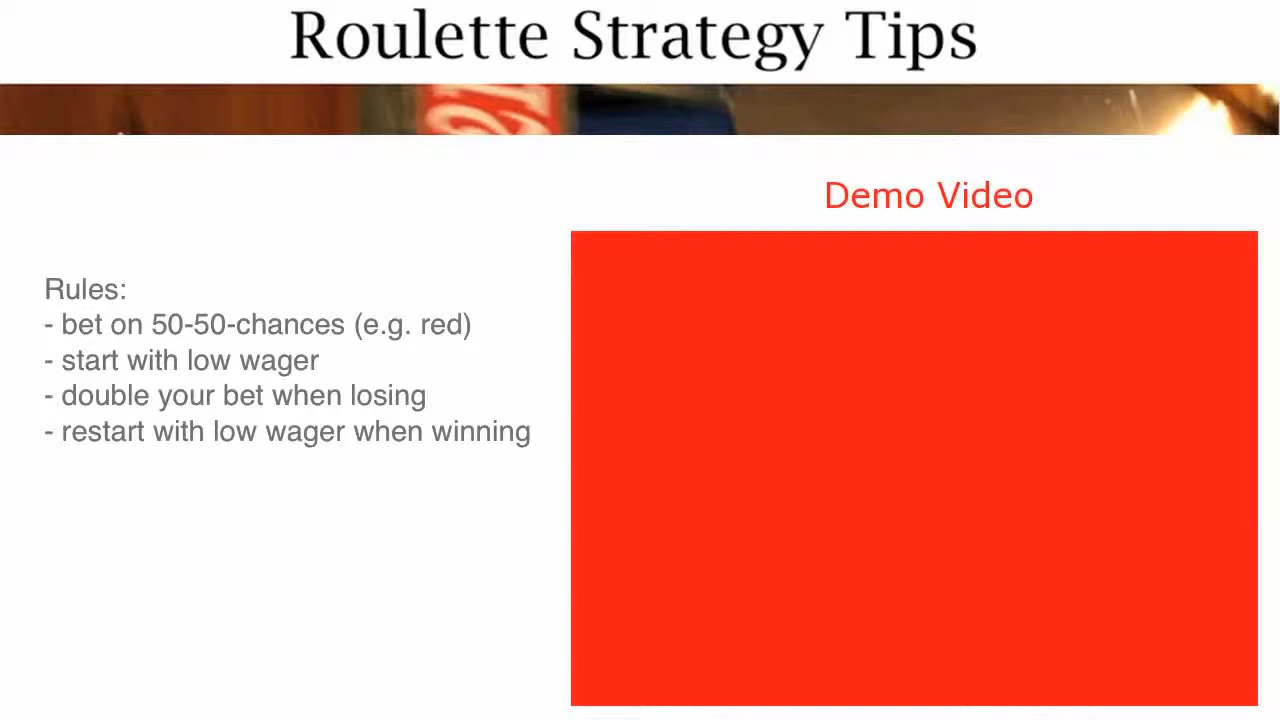 Roulette Strategy Tips
Demo Video
Rules:
- bet on 50-50-chances (e.g. red)
- start with low wager
- double your bet when losing
- restart with low wager when winning